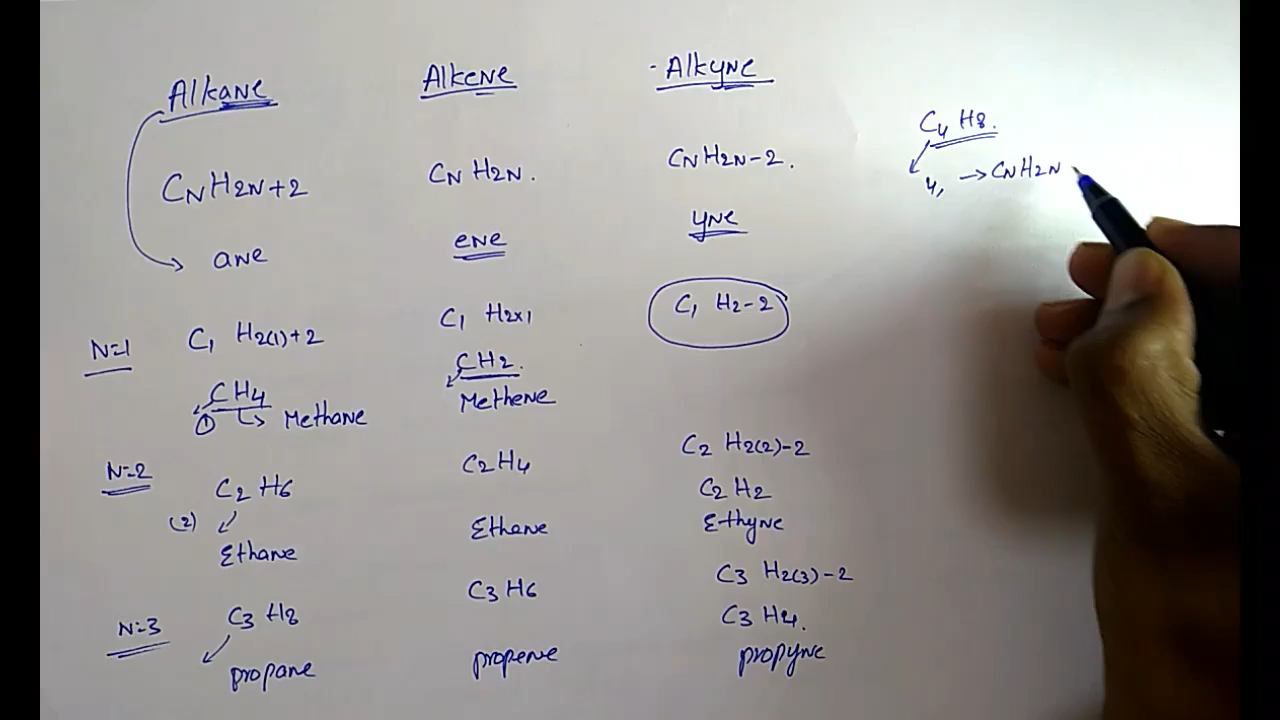 Alkane
Alkene
- Alkyne
CNH2N+2
CNH2N.
CNH2N-2.
ane
ene
yne
N=1
C1 H2(1)+2
C1 H2x1
C1 H2-2
CH4
CH2.
1
Methane
Methene
N=2
C2 H6
C2H4
C2 H2(2)-2
C2 H2
(2)
Ethane
Ethene
Ethyne
N=3
C3 H8
C3 H6
C3 H2(3)-2
C3 H4.
propane
propene
propyne
C4 H8.
4, → CNH2N